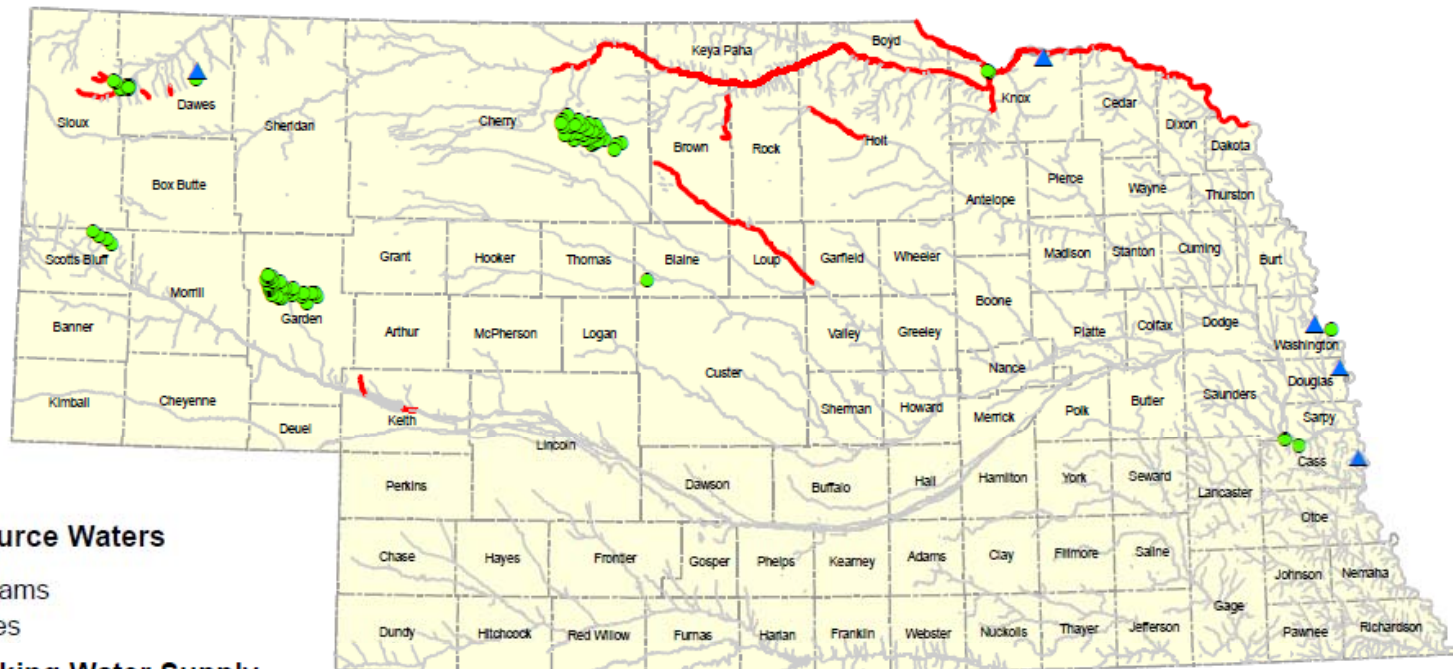 Keya Paha
Boyd
Knox
Cedar
Dixon
Dakota
Sioux
Dawes
Sheridan
Cherry
Brown
Rock
Holt
Box Butte
Antelope
Pierce
Wayne
Thurston
Scotts Bluff
Morrill
Garden
Grant
Hooker
Thomas
Blaine
Loup
Garfield
Wheeler
Madison
Stanton
Cuming
Burt
Banner
Arthur
McPherson
Logan
Custer
Valley
Greeley
Boone
Platte
Colfax
Dodge
Washington
Nance
Kimball
Cheyenne
Deuel
Keith
Lincoln
Sherman
Howard
Merrick
Polk
Butler
Saunders
Douglas
Sarpy
Cass
Perkins
Dawson
Buffalo
Hall
Hamilton
York
Seward
Lancaster
Otoe
urce Waters
ams
es
Chase
Hayes
Frontier
Gosper
Phelps
Kearney
Adams
Clay
Fillmore
Saline
Johnson
Nemaha
Gage
Dundy
Hitchcock
Red Willow
Furnas
Harlan
Franklin
Webster
Nuckolls
Thayer
Jefferson
Pawnee
Richardson
king Water Supply